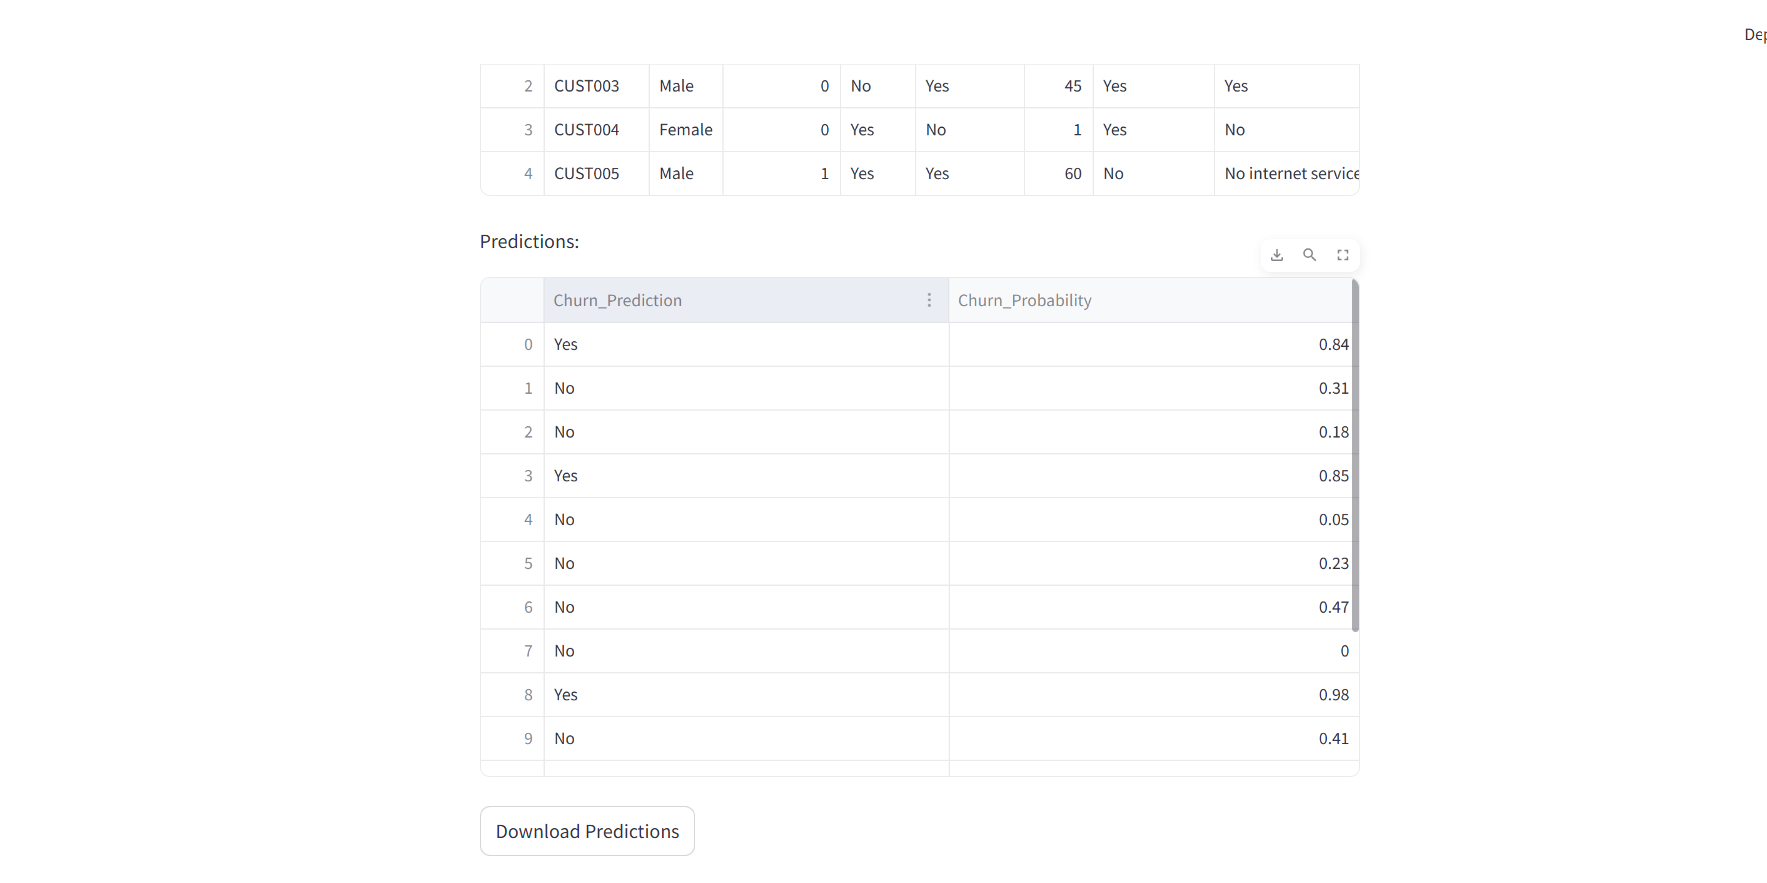 Dep
2 CUST003 Male 0 No Yes 45 Yes Yes
3 CUST004 Female 0 Yes No 1 Yes No
4 CUST005 Male 1 Yes Yes 60 No No internet service
Predictions:
Churn_Prediction Churn_Probability
0 Yes 0.84
1 No 0.31
2 No 0.18
3 Yes 0.85
4 No 0.05
5 No 0.23
6 No 0.47
7 No 0
8 Yes 0.98
9 No 0.41
Download Predictions